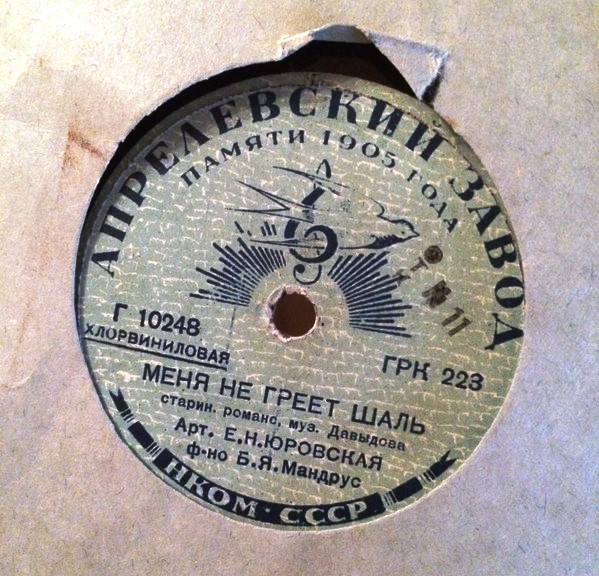 АПРЕЛЕВСКИЙ ЗАВОД
ПАМЯТИ 1905 ГОДА
Г 10248
ХЛОРВИНИЛОВАЯ
ГРК 223
МЕНЯ НЕ ГРЕЕТ ШАЛЬ
старин. романс, муз. Давыдова
Арт. Е.Н.ЮРОВСКАЯ
ф-но Б.Я.Мандрус
НКОМ · СССР